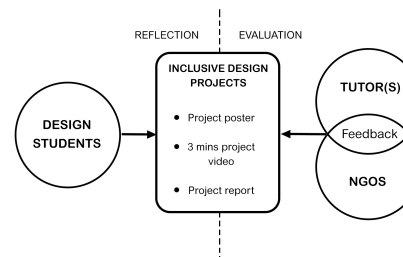 REFLECTION
EVALUATION
INCLUSIVE DESIGN
PROJECTS
Project poster
3 mins project
video
Project report
DESIGN
STUDENTS
TUTOR(S)
Feedback
NGOS